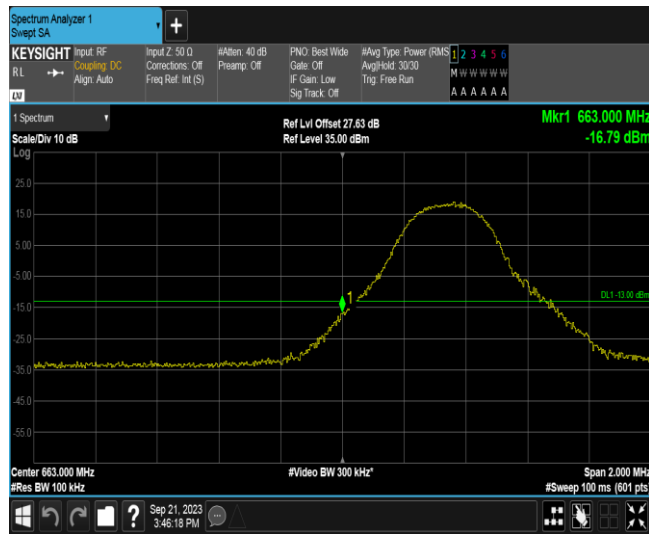 Spectrum Analyzer 1
Swept SA
+
KEYSIGHT
RL
LXI
Input: RF
Coupling: DC
Align: Auto
Input Z: 50 Ω
Corrections: Off
Freq Ref: Int (S)
#Atten: 40 dB
Preamp: Off
PNO: Best Wide
Gate: Off
IF Gain: Low
Sig Track: Off
#Avg Type: Power (RMS
Avg|Hold: 30/30
Trig: Free Run
1 2 3 4 5 6
M W W W W W
A A A A A A
1 Spectrum
Scale/Div 10 dB
Log
Ref Lvl Offset 27.63 dB
Ref Level 35.00 dBm
Mkr1 663.000 MHz
-16.79 dBm
25.0
15.0
5.00
-5.00
-15.0
-25.0
-35.0
-45.0
-55.0
1
DL1 -13.00 dBm
Center 663.000 MHz
#Res BW 100 kHz
#Video BW 300 kHz*
Span 2.000 MHz
#Sweep 100 ms (601 pts)
?
Sep 21, 2023
3:46:18 PM